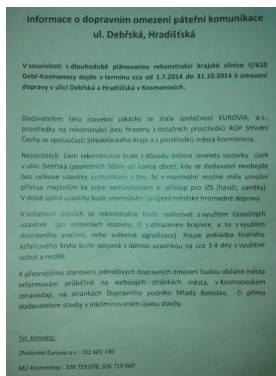 Informace o dopravním omezení páteřní komunikace
ul. Debřská, Hradišťská
V souvislosti s dlouhodobě plánovanou rekonstrukcí krajské silnice II/610
Debř-Kosmonosy dojde v termínu cca od 1.7.2014 do 31.10.2014 k omezení
dopravy v ulici Debřská a Hradišťská v Kosmonosích.
Dodavatelem této stavební zakázky se stala společnost EUROVIA, a.s.,
prostředky na rekonstrukci jsou hrazeny z dotačních prostředků ROP Střední
Čechy se spoluúčastí Středočeského kraje a z prostředků města Kosmonosy.
Nejsložitější částí rekonstrukce bude z důvodu snížení nivelety vozovky úsek
v ulici Debřská (posledních 500m od konce obce), kdy se dodavatel neobejde
bez celkové uzavírky komunikace s tím, že v maximální možné míře umožní
přístup majitelům ke svým nemovitostem a přístup pro IZS (hasiči, sanitky).
V době úplné uzavírky bude znemožněn i průjezd městské hromadné dopravy.
V ostatních úsecích se rekonstrukce bude realizovat s využitím částečných
uzavírek (po polovinách vozovky, či s ohrazením krajnice, a to s využitím
dopravního značení, nebo světelné signalizace). Pouze pokládka finálního
asfaltového krytu bude spojená s úplnou uzavírkou na cca 3-4 dny s využitím
sobot a neděl.
K přesnějšímu stanovení jednotlivých dopravních omezení budou občané města
informováni průběžně na webových stránkách města, v Kosmonoském
zpravodaji, na stránkách Dopravního podniku Mladá Boleslav, či přímo
dodavatelem stavby v inkriminovaném úseku stavby.
Tel. Kontakty:
Zhotovitel Eurovia a.s : 731 601 190
MěÚ Kosmonosy : 326 719 078, 326 719 060